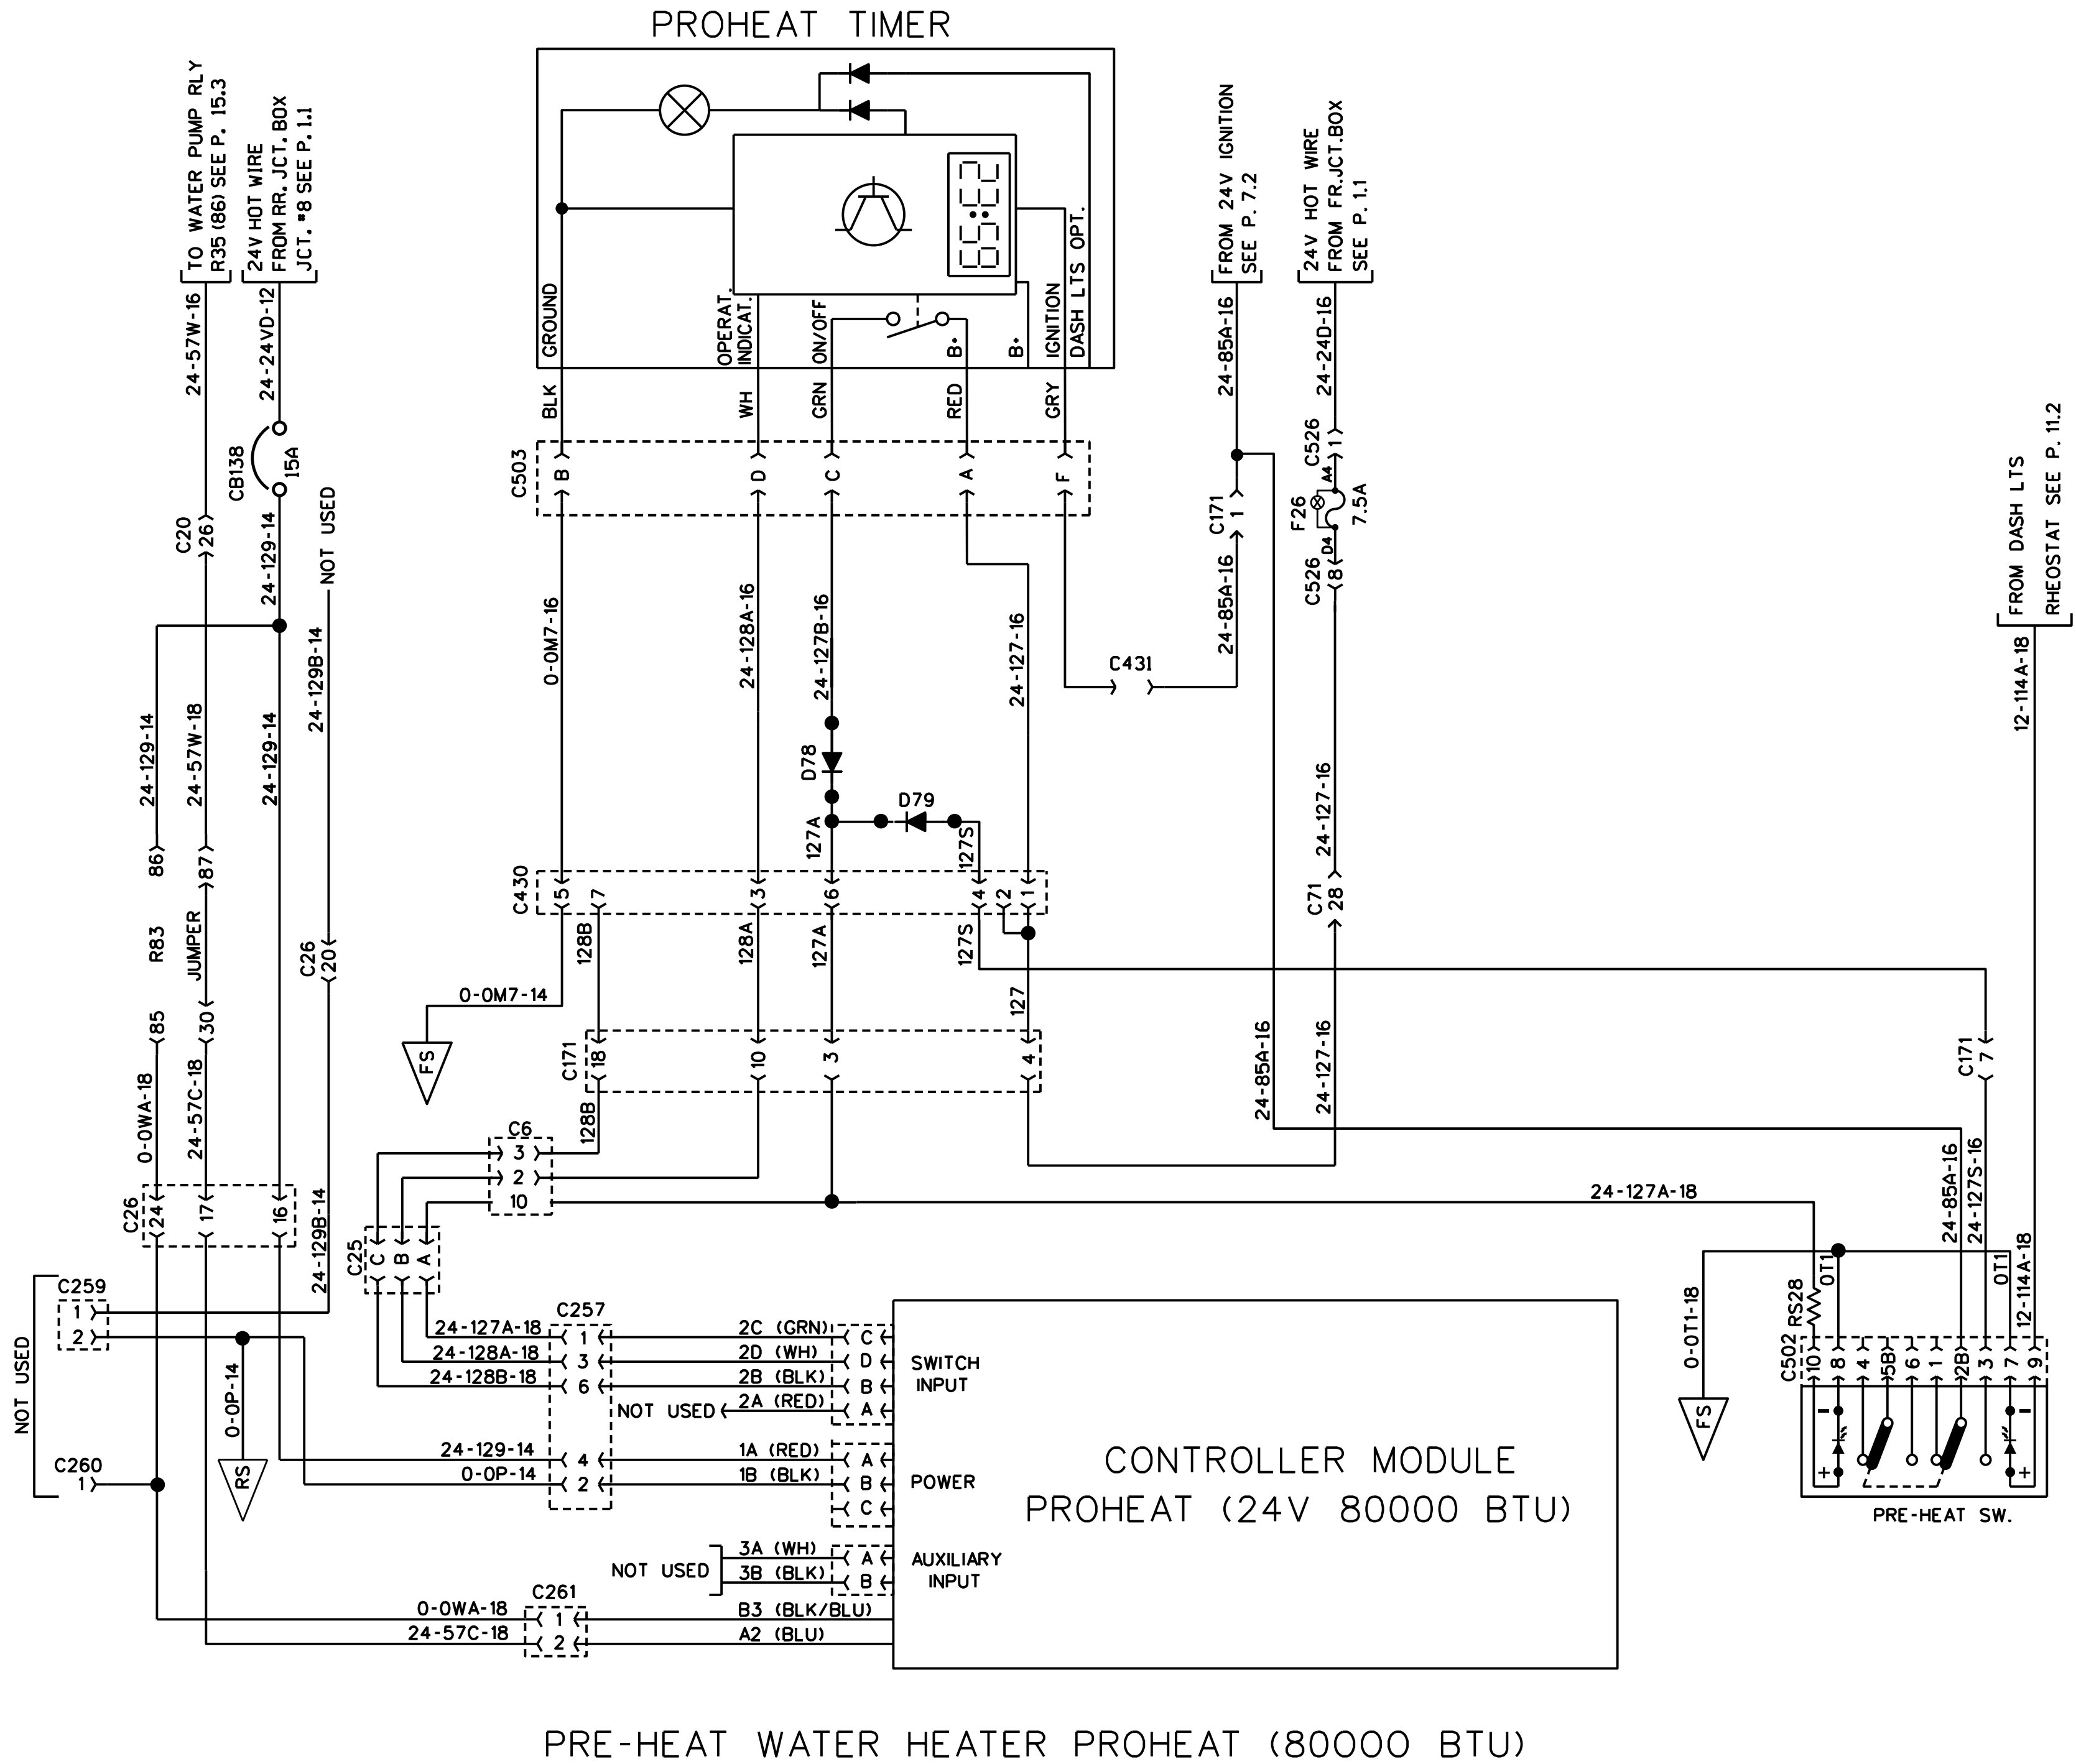 PROHEAT TIMER
TO WATER PUMP RLY
R35 (86) SEE P. 15.3
24V HOT WIRE
FROM RR. JCT. BOX
JCT. #8 SEE P. 1.1
24-57W-16
24-24VD-12
CB138
15A
C20
26
24-129-14
NOT USED
24-129B-14
24-129-14
24-57W-18
24-129-14
86
87
R83
JUMPER
C26
20
85
30
0-0WA-18
24-57C-18
C26
24
17
16
24-129B-14
GROUND
OPERAT.
INDICAT.
ON/OFF
B+
B+
IGNITION
DASH LTS OPT.
BLK
WH
GRN
RED
GRY
C503
B
D
C
A
F
0-0M7-16
24-128A-16
24-127B-16
24-127-16
C431
D78
D79
127A
127S
C430
5
7
3
6
4
2
1
128B
128A
127A
127S
127
0-0M7-14
FS
C171
18
10
3
4
128B
C6
3
2
10
C25
C
B
A
FROM 24V IGNITION
SEE P. 7.2
24V HOT WIRE
FROM FR.JCT.BOX
SEE P. 1.1
24-85A-16
24-24D-16
C526
1
A4
F26
7.5A
D4
C526
8
C171
1
24-85A-16
24-127-16
C71
28
24-85A-16
24-127-16
FROM DASH LTS
RHEOSTAT SEE P. 11.2
12-114A-18
C171
7
24-127A-18
24-85A-16
24-127S-16
12-114A-18
0T1
0T1
RS28
0-0T1-18
FS
C502
10
8
4
5B
6
1
2B
3
7
9
-
+
-
+
PRE-HEAT SW.
NOT USED
C259
1
2
0-0P-14
RS
C260
1
C257
24-127A-18
1
2C (GRN)
C
24-128A-18
3
2D (WH)
D
24-128B-18
6
2B (BLK)
B
NOT USED
2A (RED)
A
SWITCH
INPUT
24-129-14
4
1A (RED)
A
0-0P-14
2
1B (BLK)
B
C
POWER
NOT USED
3A (WH)
A
3B (BLK)
B
AUXILIARY
INPUT
C261
0-0WA-18
1
B3 (BLK/BLU)
24-57C-18
2
A2 (BLU)
CONTROLLER MODULE
PROHEAT (24V 80000 BTU)
PRE-HEAT WATER HEATER PROHEAT (80000 BTU)